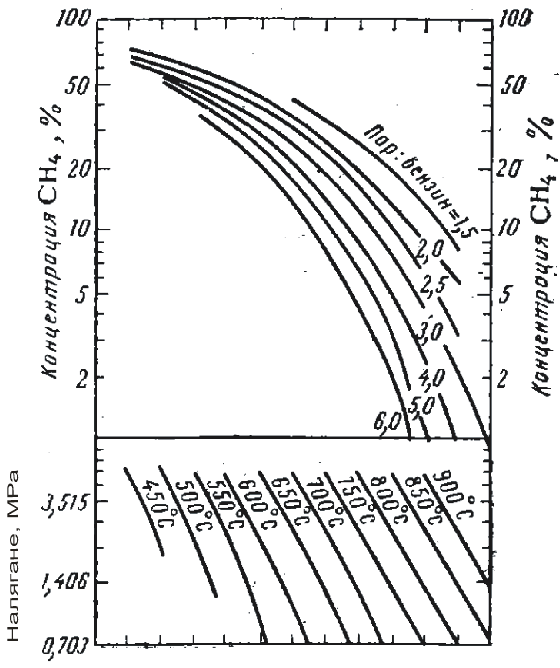 100
50
20
10
5
2
Концентрация CH4, %
100
50
20
10
5
2
Концентрация CH4, %
Пар: бензин=1,5
2,0
2,5
3,0
4,0
5,0
6,0
Налягане, МРа
3,515
1,406
0,703
450°C
500°C
550°C
600°C
650°C
700°C
750°C
800°C
850°C
900°C